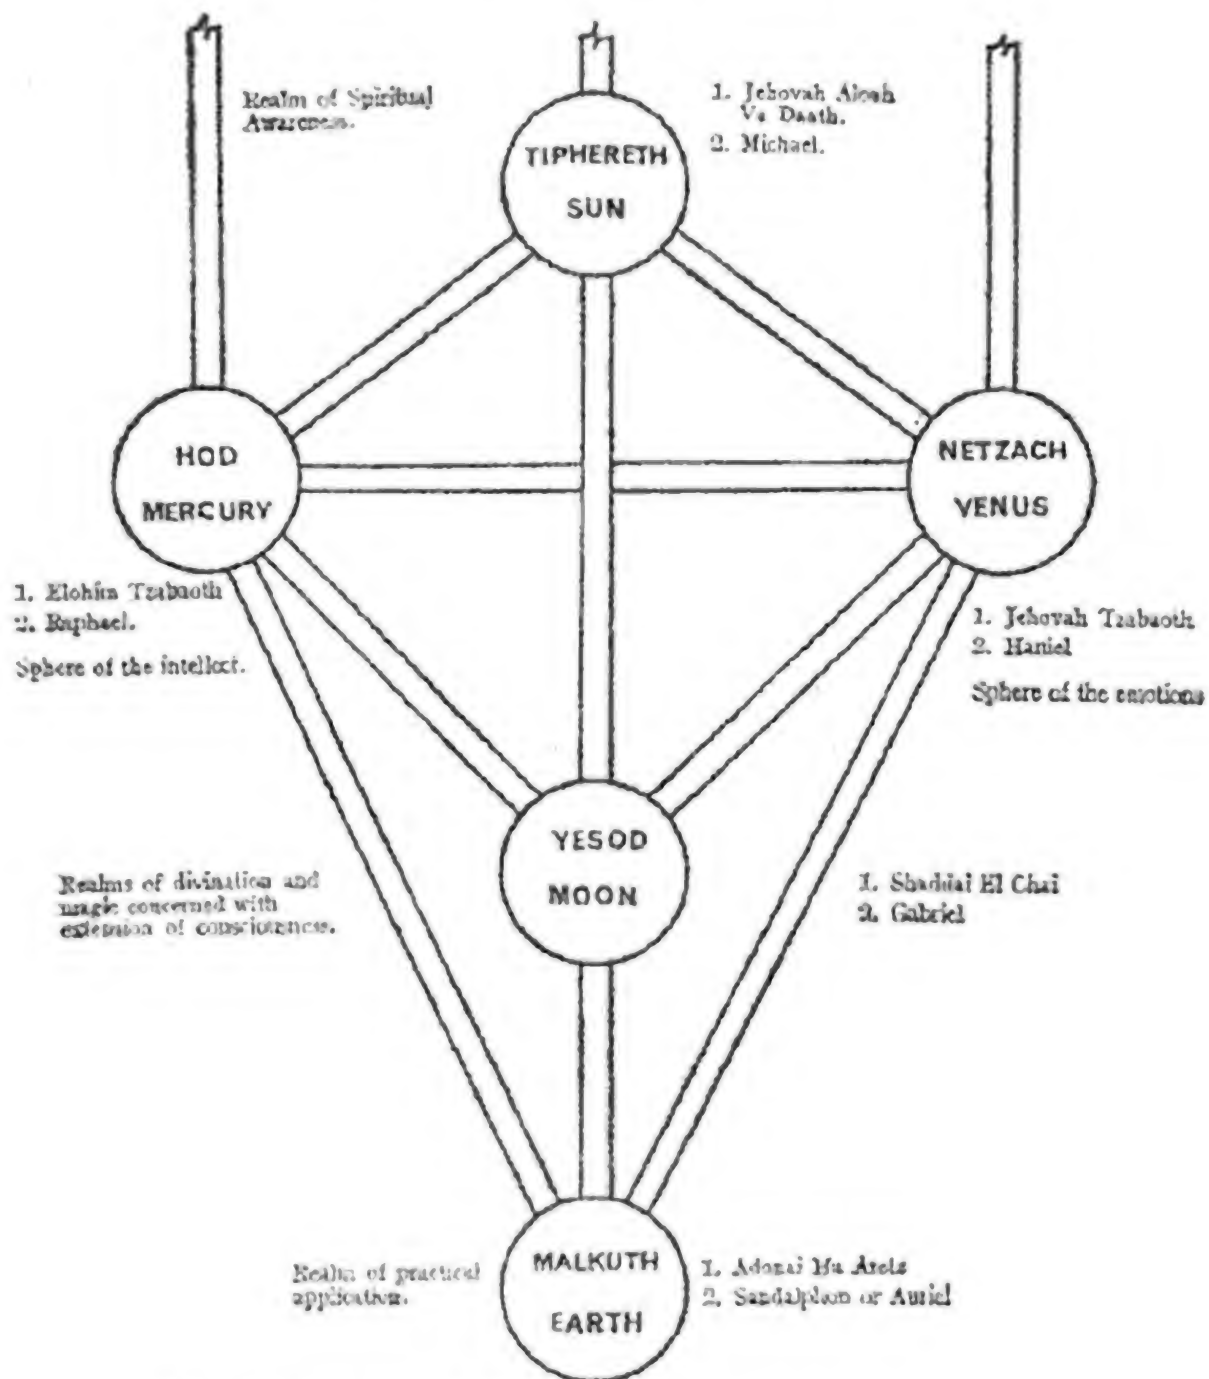 Realm of Spiritual
Awareness.
TIPHERETH
SUN
1. Jehovah Aloah
Va Daath.
2. Michael.
HOD
MERCURY
NETZACH
VENUS
1. Elohim Tzabaoth
2. Raphael.
Sphere of the intellect.
1. Jehovah Tzabaoth
2. Haniel
Sphere of the emotions
YESOD
MOON
Realms of divination and
magic concerned with
extension of consciousness.
1. Shaddai El Chai
2. Gabriel
Realm of practical
application.
MALKUTH
EARTH
1. Adonai Ha Aretz
2. Sandalphon or Auriel